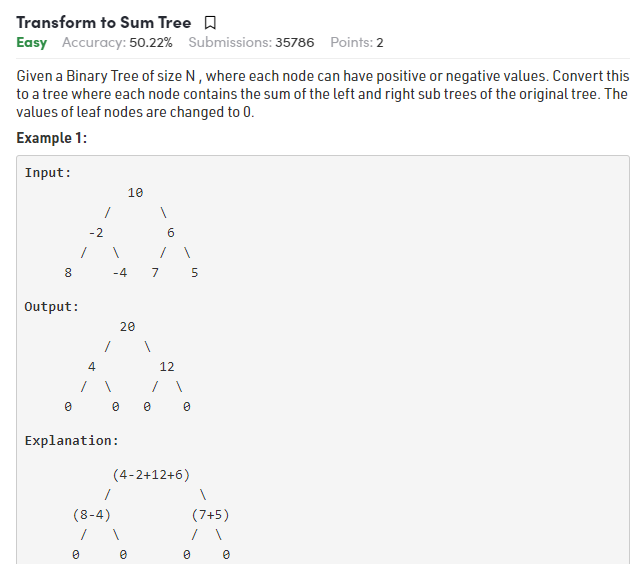 Transform to Sum Tree
Easy Accuracy: 50.22% Submissions: 35786 Points: 2
Given a Binary Tree of size N , where each node can have positive or negative values. Convert this
to a tree where each node contains the sum of the left and right sub trees of the original tree. The
values of leaf nodes are changed to 0.
Example 1:
Input:
10
/ \
-2 6
/ \ / \
8 -4 7 5
Output:
20
/ \
4 12
/ \ / \
0 0 0 0
Explanation:
(4-2+12+6)
/ \
(8-4) (7+5)
/ \ / \
0 0 0 0